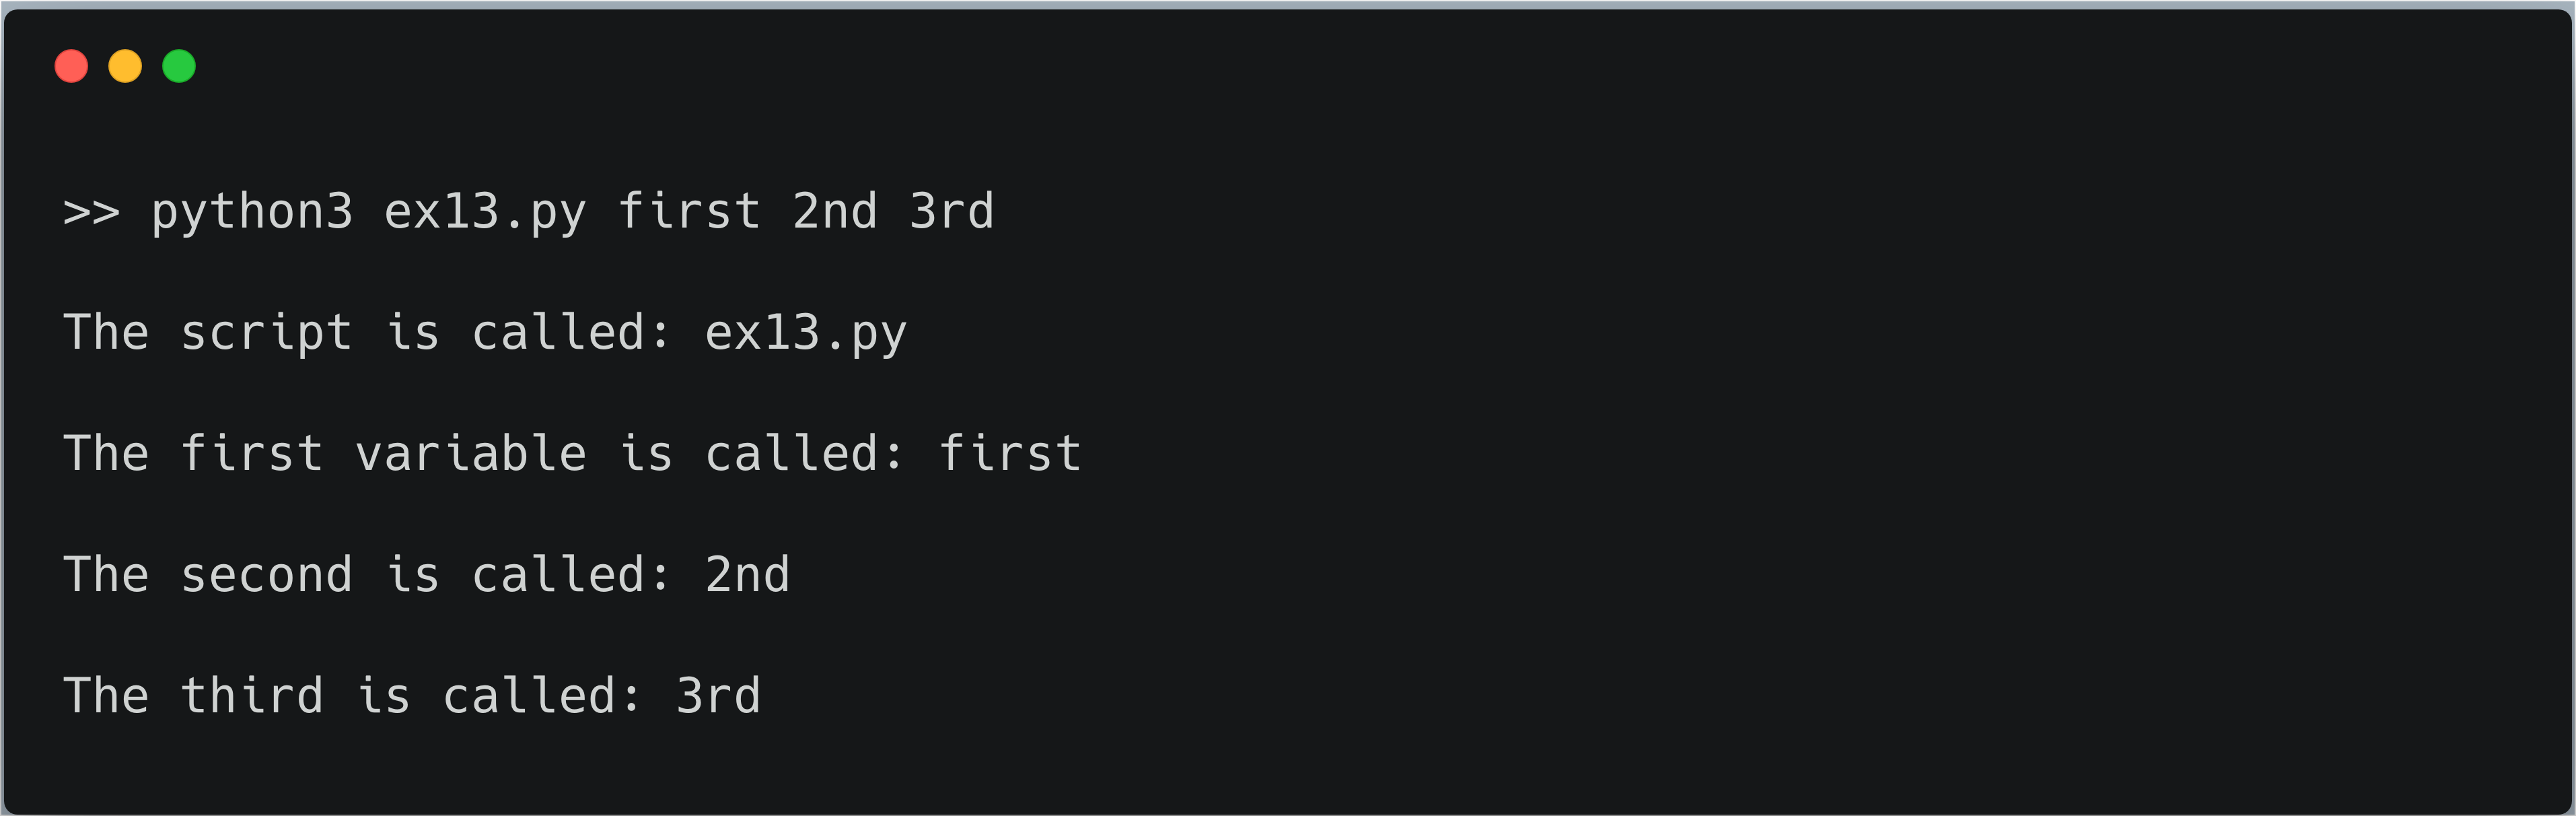 >> python3 ex13.py first 2nd 3rd
The script is called: ex13.py
The first variable is called: first
The second is called: 2nd
The third is called: 3rd